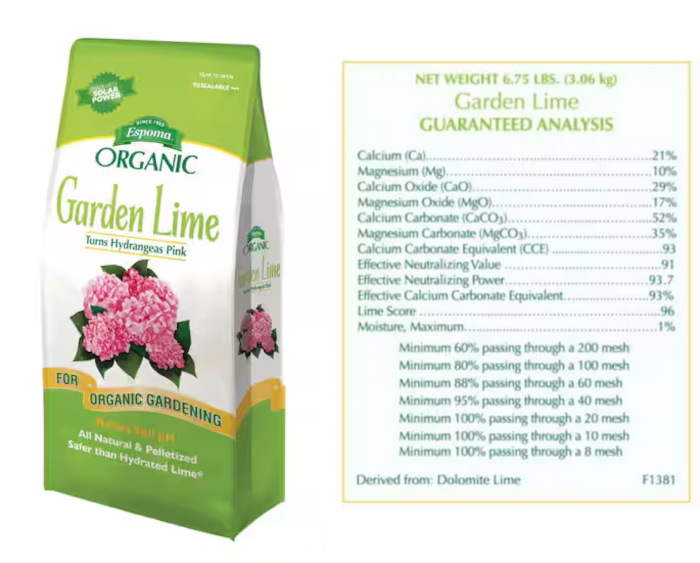 SOLAR
POWER
RESEALABLE
SINCE 1929
Espoma
ORGANIC
Garden Lime
Turns Hydrangeas Pink
FOR
ORGANIC GARDENING
Raises Soil pH
All Natural & Pelletized
Safer than Hydrated Lime*
Espoma
ORGANIC
Garden Lime
NET WEIGHT 6.75 LBS. (3.06 kg)
Garden Lime
GUARANTEED ANALYSIS
Calcium (Ca)..........21%
Magnesium (Mg)..........10%
Calcium Oxide (CaO)..........29%
Magnesium Oxide (MgO)..........17%
Calcium Carbonate (CaCO₃)..........52%
Magnesium Carbonate (MgCO₃)..........35%
Calcium Carbonate Equivalent (CCE) ..........93
Effective Neutralizing Value ..........91
Effective Neutralizing Power..........93.7
Effective Calcium Carbonate Equivalent..........93%
Lime Score ..........96
Moisture, Maximum..........1%
Minimum 60% passing through a 200 mesh
Minimum 80% passing through a 100 mesh
Minimum 88% passing through a 60 mesh
Minimum 95% passing through a 40 mesh
Minimum 100% passing through a 20 mesh
Minimum 100% passing through a 10 mesh
Minimum 100% passing through a 8 mesh
Derived from: Dolomite Lime F1381